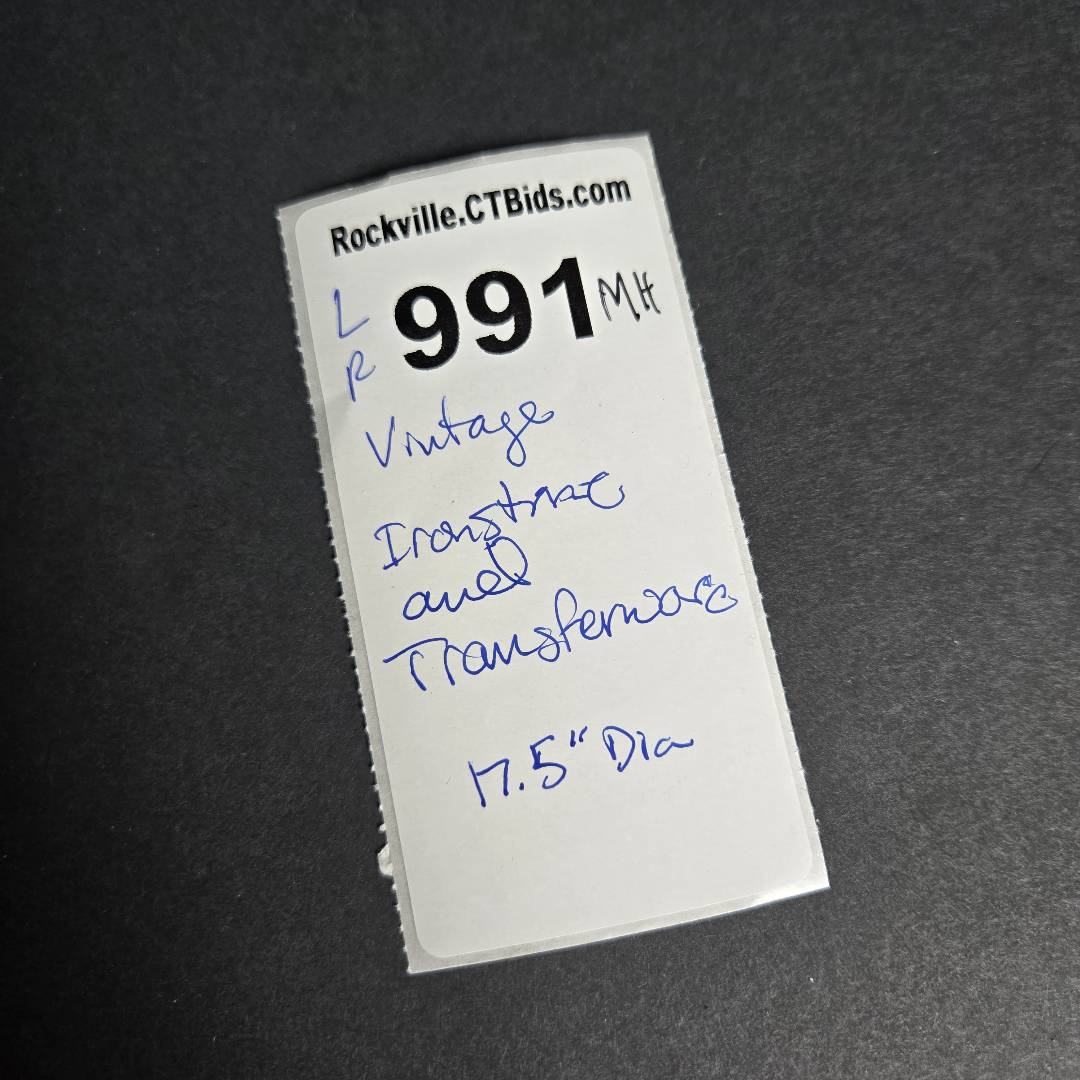 Rockville.CTBids.com
L 991 MH
R
Vintage
Ironstone
and
Transferware
17.5" Dia